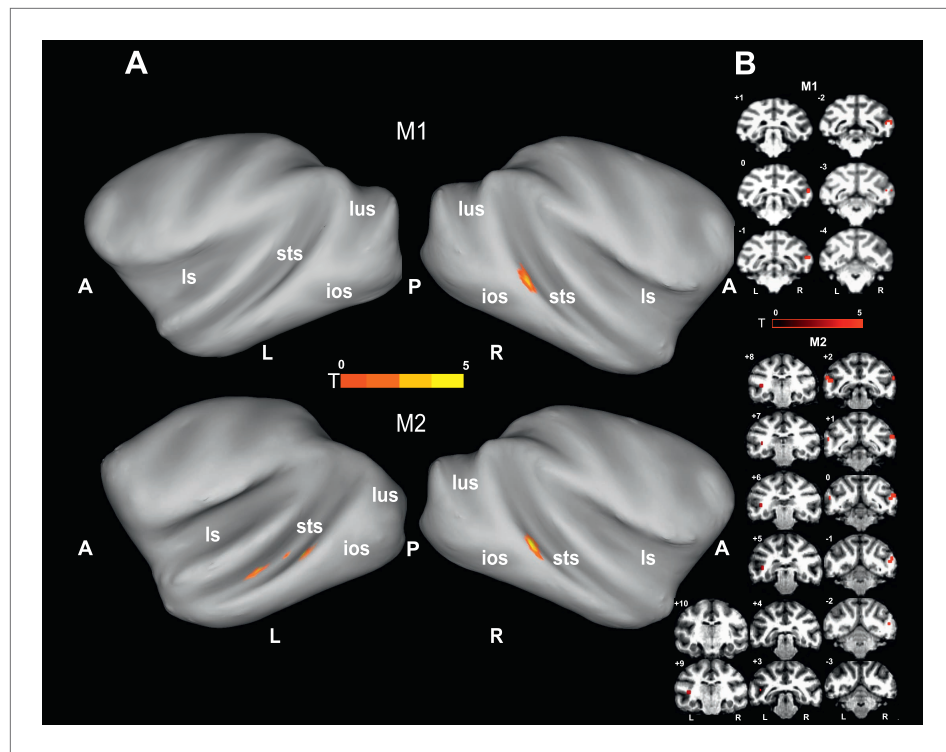 A
M1
lus
lus
sts
ls
ios
A
P
ios
sts
ls
A
L
R
T
0
5
M2
lus
lus
sts
ls
ios
A
P
ios
sts
ls
A
L
R
B
M1
+1
-2
0
-3
-1
-4
L
R
L
R
T
0
5
M2
+8
+2
+7
+1
+6
0
+5
-1
+10
+4
-2
+9
+3
-3
L
R
L
R
L
R